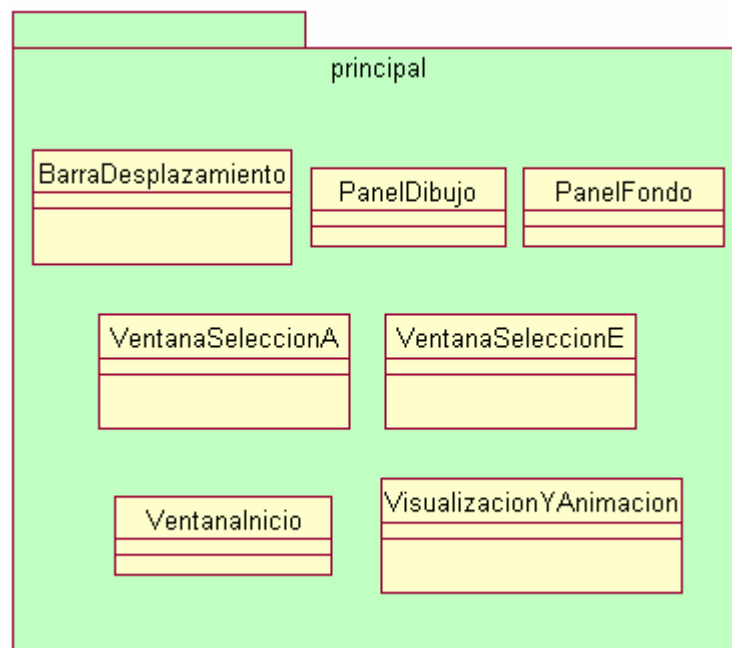 principal
BarraDesplazamiento
PanelDibujo
PanelFondo
VentanaSeleccionA
VentanaSeleccionE
VentanaInicio
VisualizacionYAnimacion